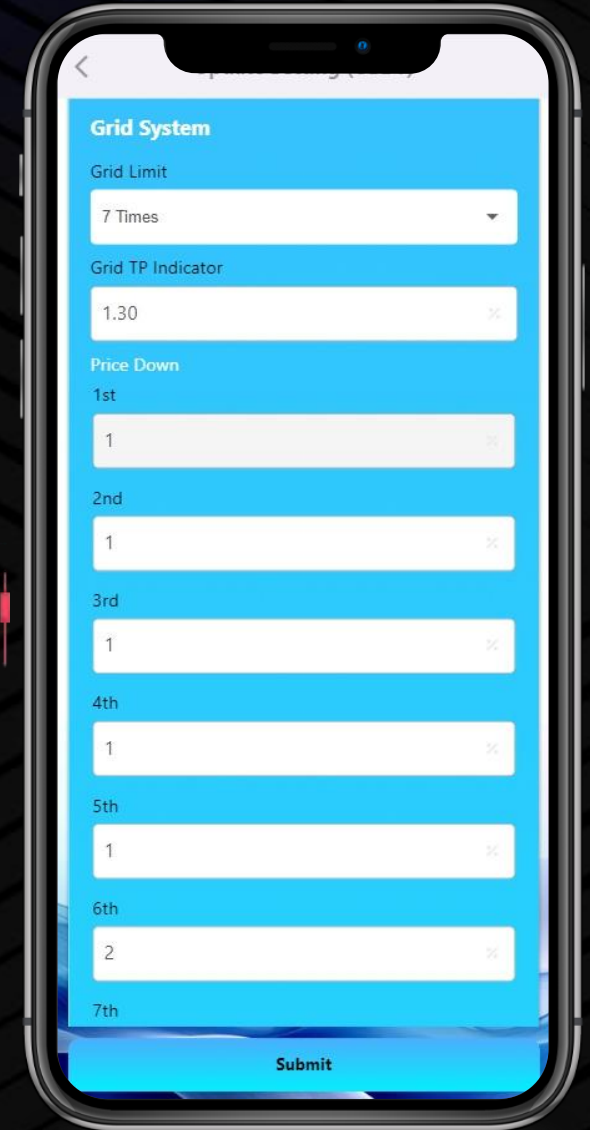 Grid System
Grid Limit
7 Times
Grid TP Indicator
1.30 %
Price Down
1st
1 %
2nd
1 %
3rd
1 %
4th
1 %
5th
1 %
6th
2 %
7th
Submit